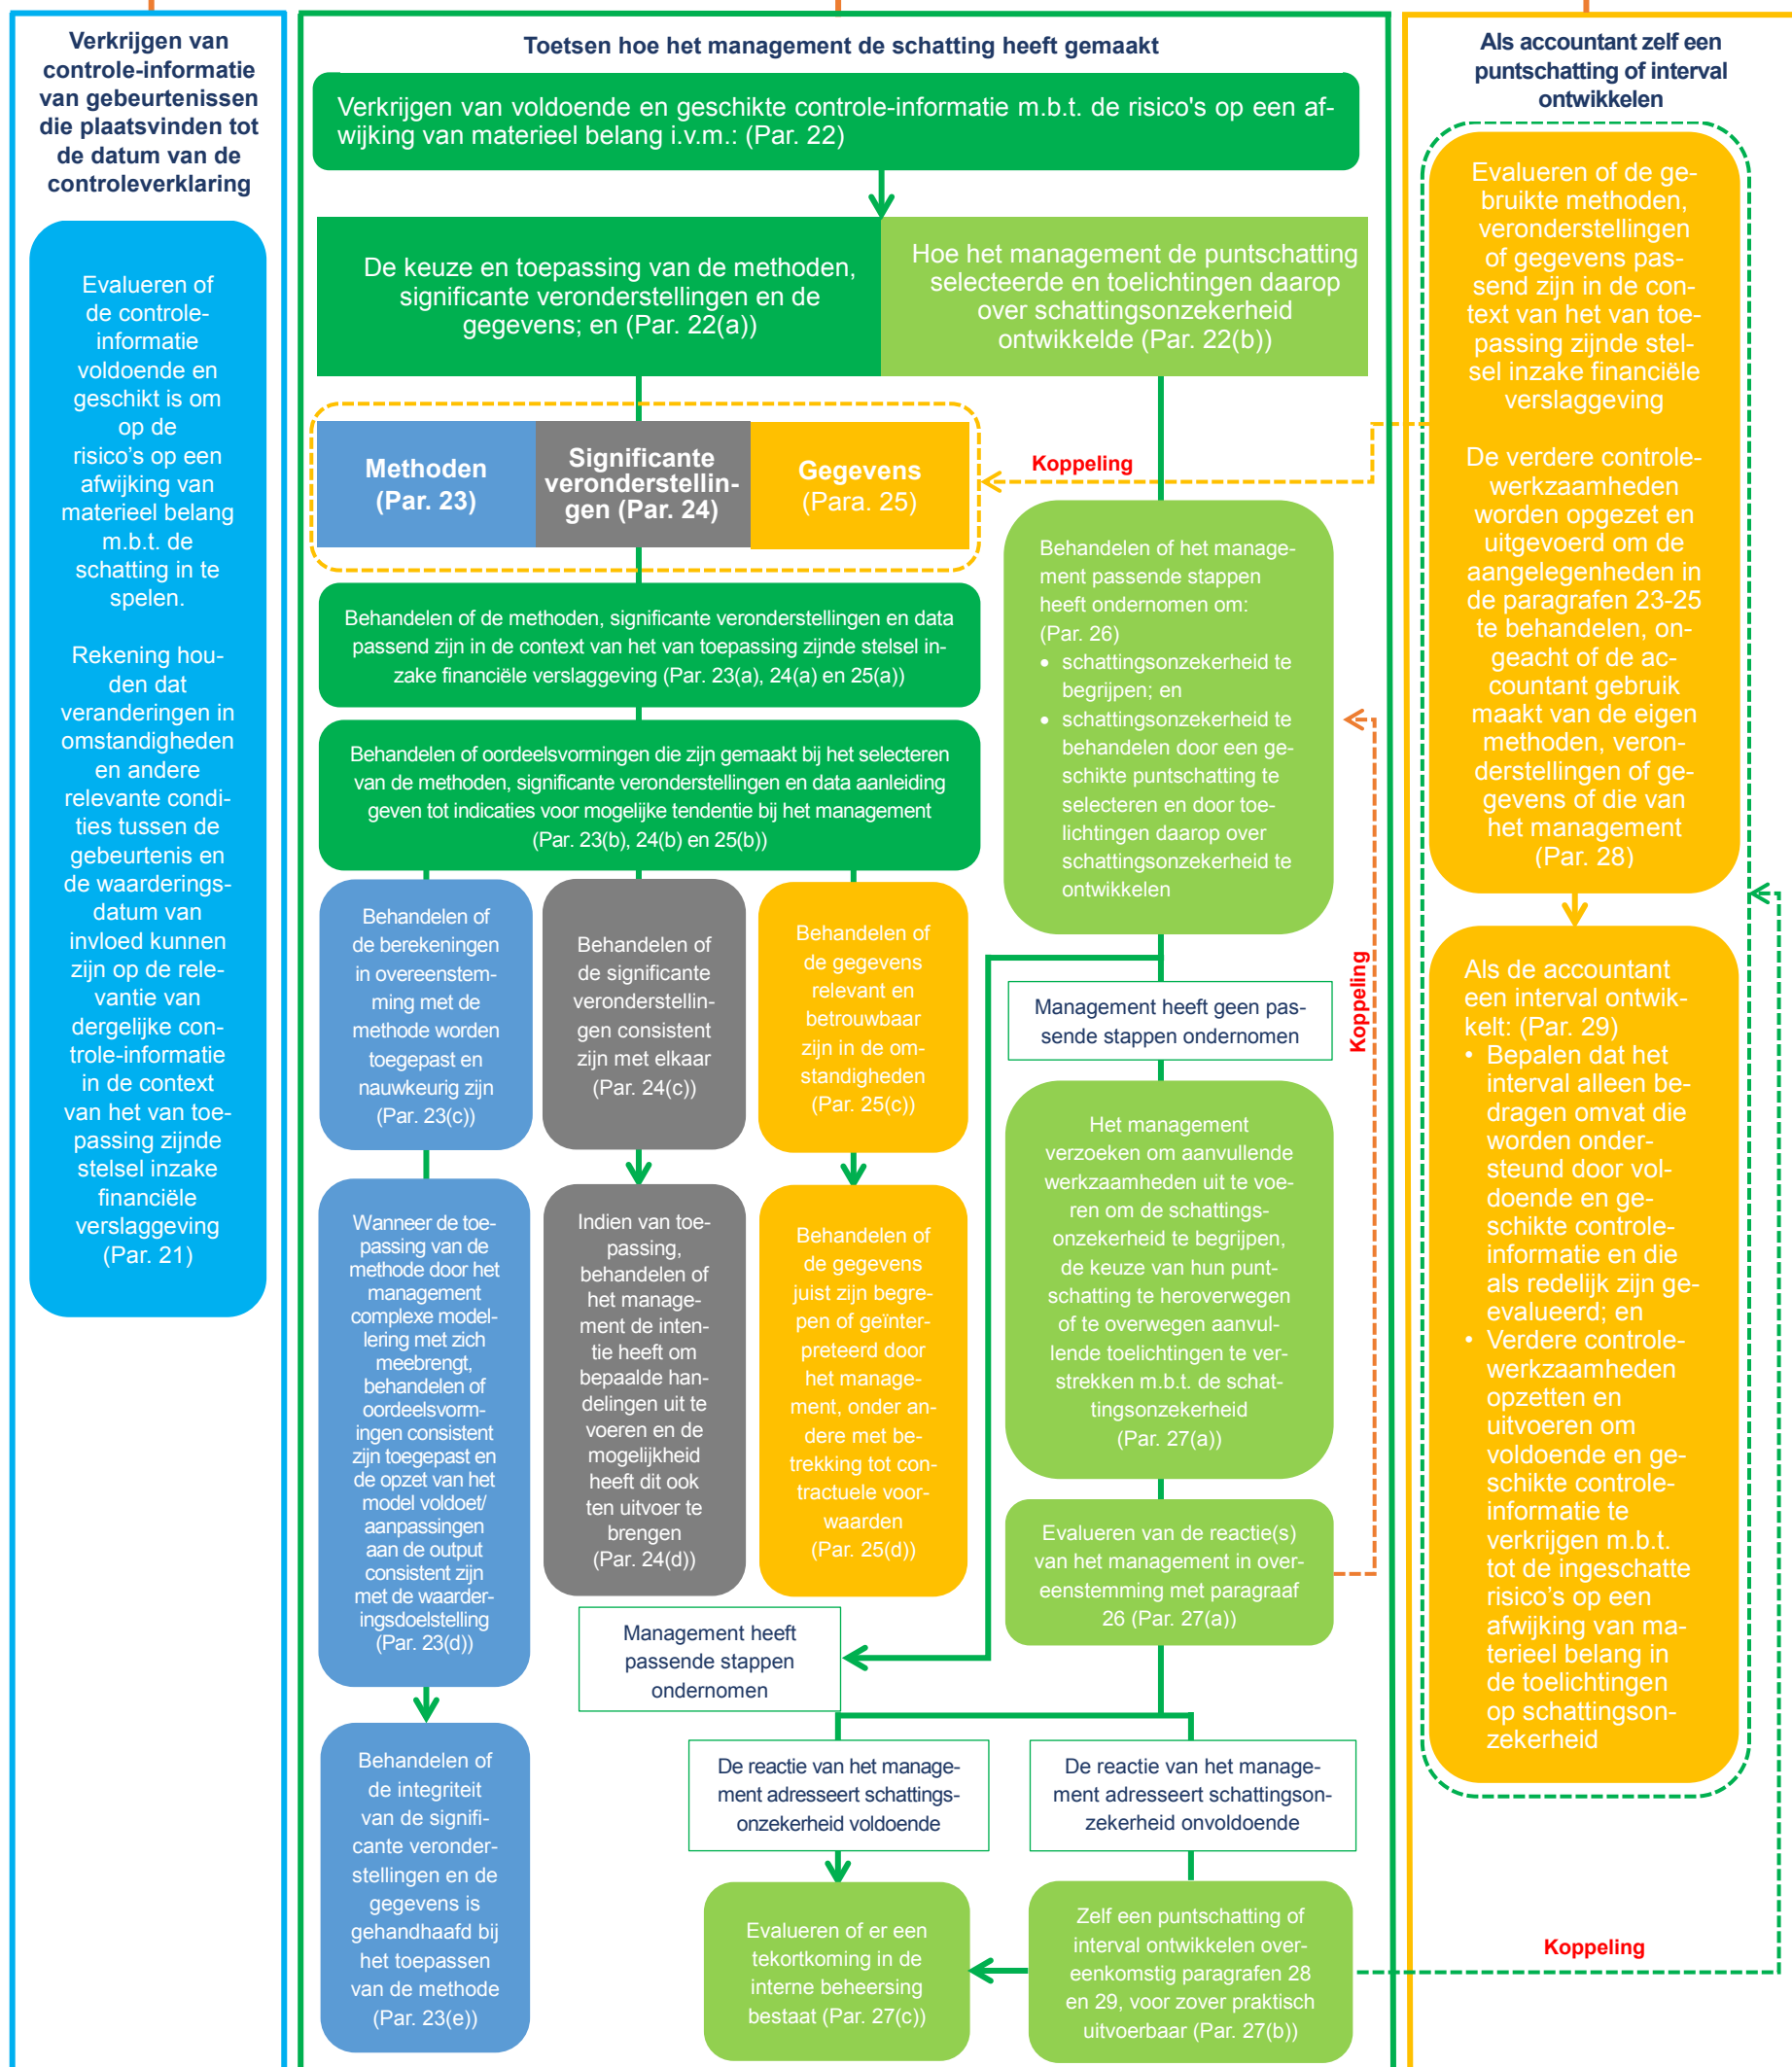 Verkrijgen van
controle-informatie
van gebeurtenissen
die plaatsvinden tot
de datum van de
controleverklaring
Evalueren of
de controle-
informatie
voldoende en
geschikt is om
op de
risico's op een
afwijking van
materieel belang
m.b.t. de
schatting in te
spelen.
Rekening hou-
den dat
veranderingen in
omstandigheden
en andere
relevante condi-
ties tussen de
gebeurtenis en
de waarderings-
datum van
invloed kunnen
zijn op de rele-
vantie van
dergelijke con-
trole-informatie
in de context
van het van toe-
passing zijnde
stelsel inzake
financiële
verslaggeving
(Par. 21)
Toetsen hoe het management de schatting heeft gemaakt
Verkrijgen van voldoende en geschikte controle-informatie m.b.t. de risico's op een af-
wijking van materieel belang i.v.m.: (Par. 22)
De keuze en toepassing van de methoden,
significante veronderstellingen en de
gegevens; en (Par. 22(a))
Hoe het management de puntschatting
selecteerde en toelichtingen daarop
over schattingsonzekerheid
ontwikkelde (Par. 22(b))
Methoden
(Par. 23)
Significante
veronderstellin-
gen (Par. 24)
Gegevens
(Para. 25)
Koppeling
Behandelen of de methoden, significante veronderstellingen en data
passend zijn in de context van het van toepassing zijnde stelsel in-
zake financiële verslaggeving (Par. 23(a), 24(a) en 25(a))
Behandelen of oordeelsvormingen die zijn gemaakt bij het selecteren
van de methoden, significante veronderstellingen en data aanleiding
geven tot indicaties voor mogelijke tendentie bij het management
(Par. 23(b), 24(b) en 25(b))
Behandelen of
de berekeningen
in overeenstem-
ming met de
methode worden
toegepast en
nauwkeurig zijn
(Par. 23(c))
Behandelen of
de significante
veronderstellin-
gen consistent
zijn met elkaar
(Par. 24(c))
Behandelen of
de gegevens
relevant en
betrouwbaar
zijn in de om-
standigheden
(Par. 25(c))
Wanneer de toe-
passing van de
methode door het
management
complexe model-
lering met zich
meebrengt,
behandelen of
oordeelsvorm-
ingen consistent
zijn toegepast en
de opzet van het
model voldoet/
aanpassingen
aan de output
consistent zijn
met de waarder-
ingsdoelstelling
(Par. 23(d))
Indien van toe-
passing,
behandelen of
het manage-
ment de inten-
tie heeft om
bepaalde han-
delingen uit te
voeren en de
mogelijkheid
heeft dit ook
ten uitvoer te
brengen
(Par. 24(d))
Behandelen of
de gegevens
juist zijn begre-
pen of geïnter-
preteerd door
het manage-
ment, onder an-
dere met be-
trekking tot con-
tractuele voor-
waarden
(Par. 25(d))
Behandelen of
de integriteit
van de signifi-
cante veronder-
stellingen en de
gegevens is
gehandhaafd bij
het toepassen
van de methode
(Par. 23(e))
Behandelen of het manage-
ment passende stappen
heeft ondernomen om:
(Par. 26)
• schattingsonzekerheid te
begrijpen; en
• schattingsonzekerheid te
behandelen door een ge-
schikte puntschatting te
selecteren en door toe-
lichtingen daarop over
schattingsonzekerheid te
ontwikkelen
Management heeft geen pas-
sende stappen ondernomen
Koppeling
Het management
verzoeken om aanvullende
werkzaamheden uit te voe-
ren om de schattings-
onzekerheid te begrijpen,
de keuze van hun punt-
schatting te heroverwegen
of te overwegen aanvul-
lende toelichtingen te ver-
strekken m.b.t. de schat-
tingsonzekerheid
(Par. 27(a))
Evalueren van de reactie(s)
van het management in over-
eenstemming met paragraaf
26 (Par. 27(a))
Management heeft
passende stappen
ondernomen
De reactie van het manage-
ment adresseert schattings-
onzekerheid voldoende
De reactie van het manage-
ment adresseert schattingson-
zekerheid onvoldoende
Evalueren of er een
tekortkoming in de
interne beheersing
bestaat (Par. 27(c))
Zelf een puntschatting of
interval ontwikkelen over-
eenkomstig paragrafen 28
en 29, voor zover praktisch
uitvoerbaar (Par. 27(b))
Koppeling
Als accountant zelf een
puntschatting of interval
ontwikkelen
Evalueren of de ge-
bruikte methoden,
veronderstellingen
of gegevens pas-
send zijn in de con-
text van het van toe-
passing zijnde stel-
sel inzake financiële
verslaggeving
De verdere controle-
werkzaamheden
worden opgezet en
uitgevoerd om de
aangelegenheden in
de paragrafen 23-25
te behandelen, on-
geacht of de ac-
countant gebruik
maakt van de eigen
methoden, veron-
derstellingen of ge-
gevens of die van
het management
(Par. 28)
Als de accountant
een interval ontwik-
kelt: (Par. 29)
• Bepalen dat het
interval alleen be-
dragen omvat die
worden onder-
steund door vol-
doende en ge-
schikte controle-
informatie en die
als redelijk zijn ge-
evalueerd; en
• Verdere controle-
werkzaamheden
opzetten en
uitvoeren om
voldoende en ge-
schikte controle-
informatie te
verkrijgen m.b.t.
tot de ingeschatte
risico's op een
afwijking van ma-
terieel belang in
de toelichtingen
op schattingson-
zekerheid